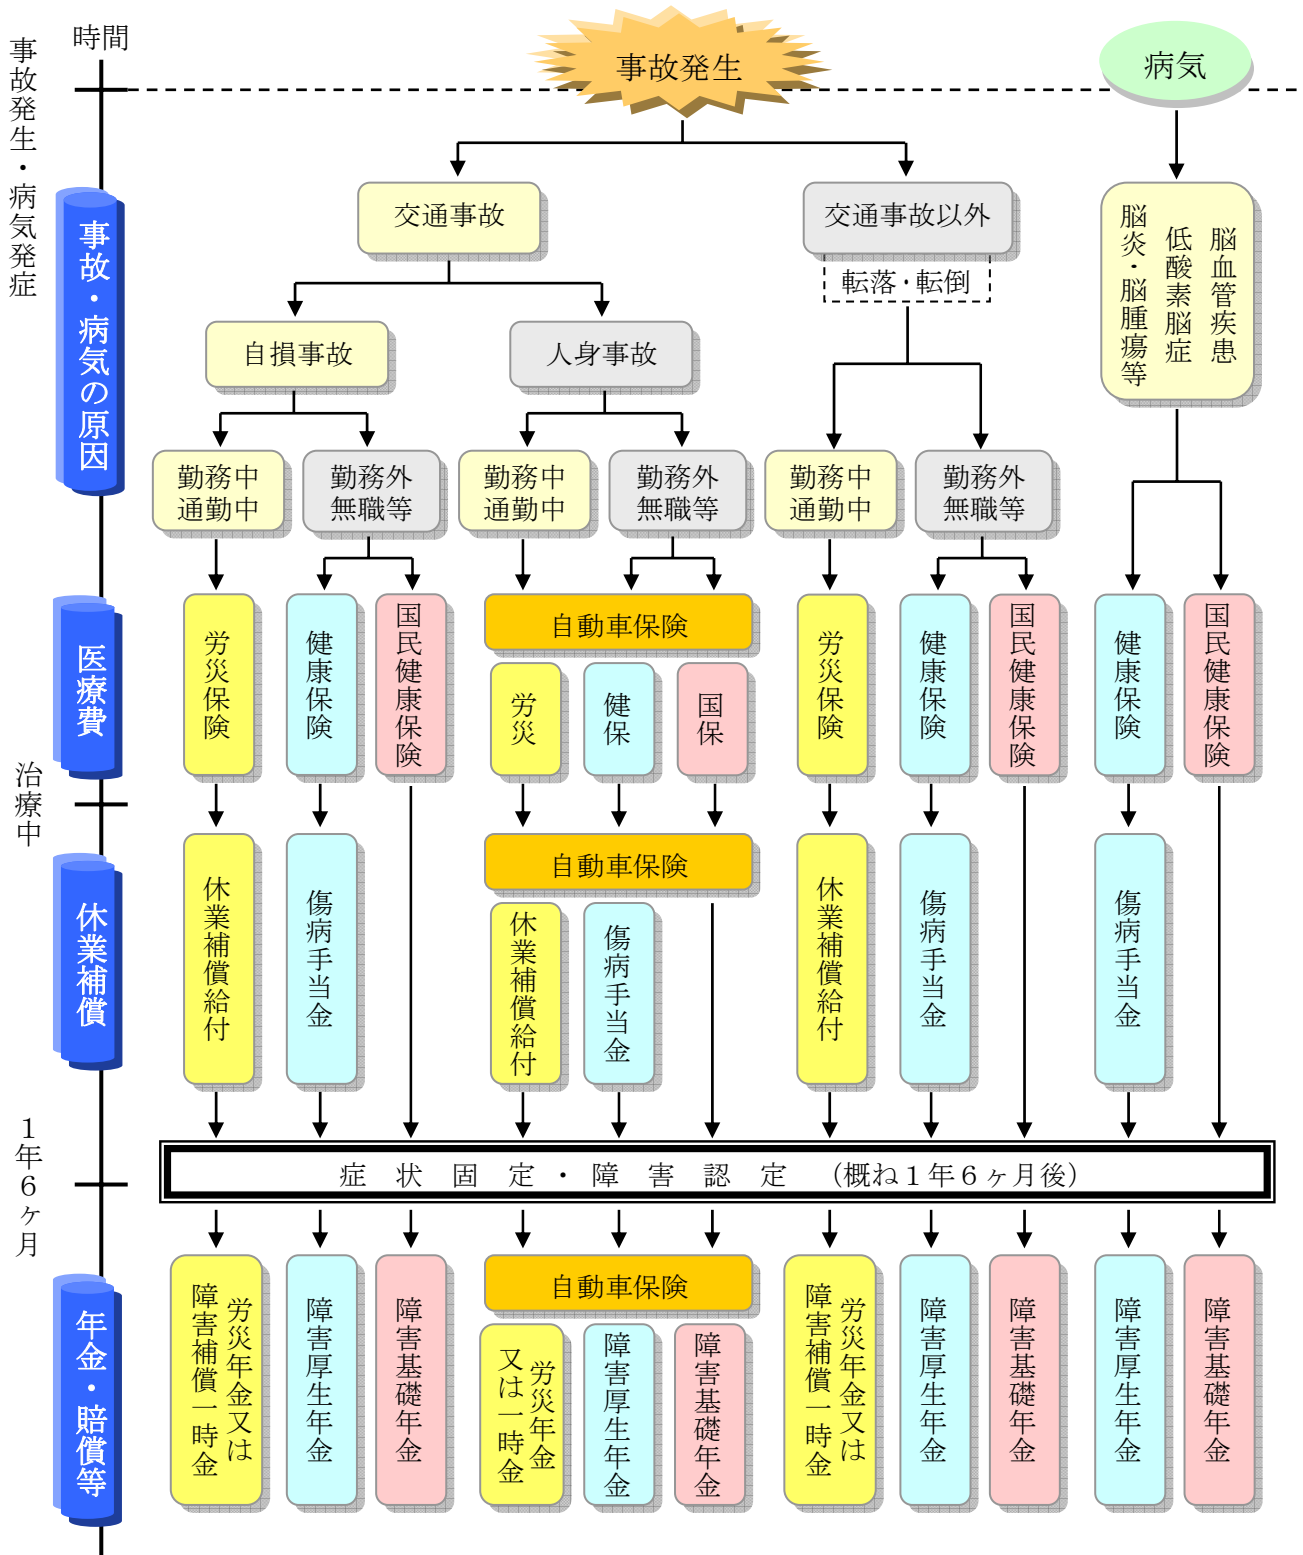 時間
事故発生・病気発症
事故発生
病気
事故・病気の原因
交通事故
交通事故以外
転落・転倒
脳血管疾患
低酸素脳症
脳炎・脳腫瘍等
自損事故
人身事故
勤務中
通勤中
勤務外
無職等
勤務中
通勤中
勤務外
無職等
勤務中
通勤中
勤務外
無職等
医療費
労災保険
健康保険
国民健康保険
自動車保険
労災
健保
国保
労災保険
健康保険
国民健康保険
健康保険
国民健康保険
治療中
休業補償
休業補償給付
傷病手当金
自動車保険
休業補償給付
傷病手当金
休業補償給付
傷病手当金
傷病手当金
1年6ヶ月
症状固定・障害認定 (概ね1年6ヶ月後)
年金・賠償等
労災年金又は
障害補償一時金
障害厚生年金
障害基礎年金
自動車保険
労災年金
又は一時金
障害厚生年金
障害基礎年金
労災年金又は
障害補償一時金
障害厚生年金
障害基礎年金
障害厚生年金
障害基礎年金